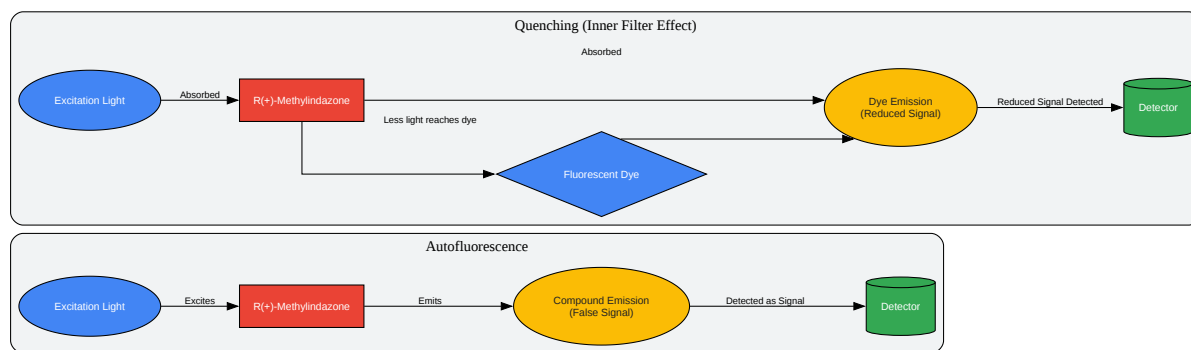 Quenching (Inner Filter Effect)
Absorbed
Excitation Light
Absorbed
R(+)-Methylindazone
Less light reaches dye
Fluorescent Dye
Dye Emission
(Reduced Signal)
Reduced Signal Detected
Detector
Autofluorescence
Excitation Light
Excites
R(+)-Methylindazone
Emits
Compound Emission
(False Signal)
Detected as Signal
Detector